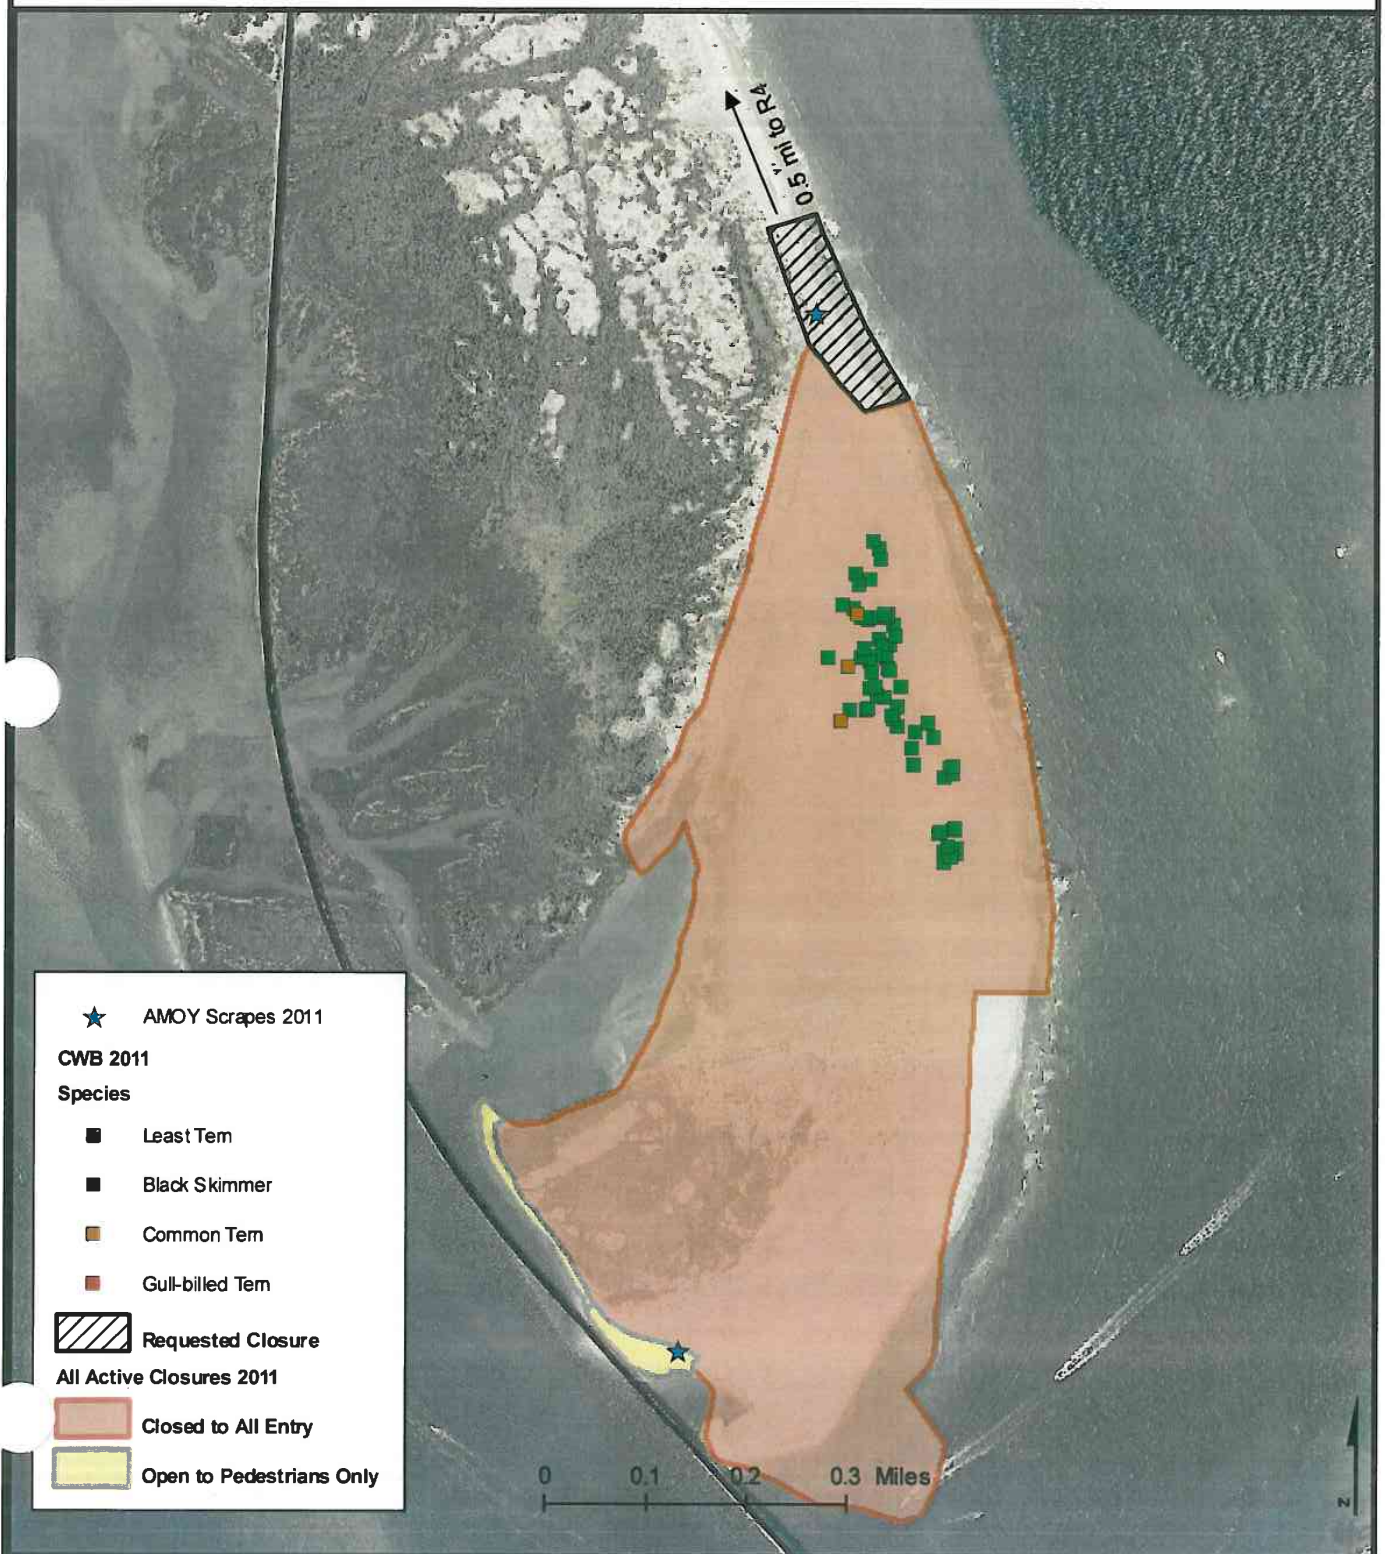 0.5 mi to R4
AMOY Scrapes 2011
CWB 2011
Species
Least Tern
Black Skimmer
Common Tern
Gull-billed Tern
Requested Closure
All Active Closures 2011
Closed to All Entry
Open to Pedestrians Only
0 0.1 0.2 0.3 Miles
N